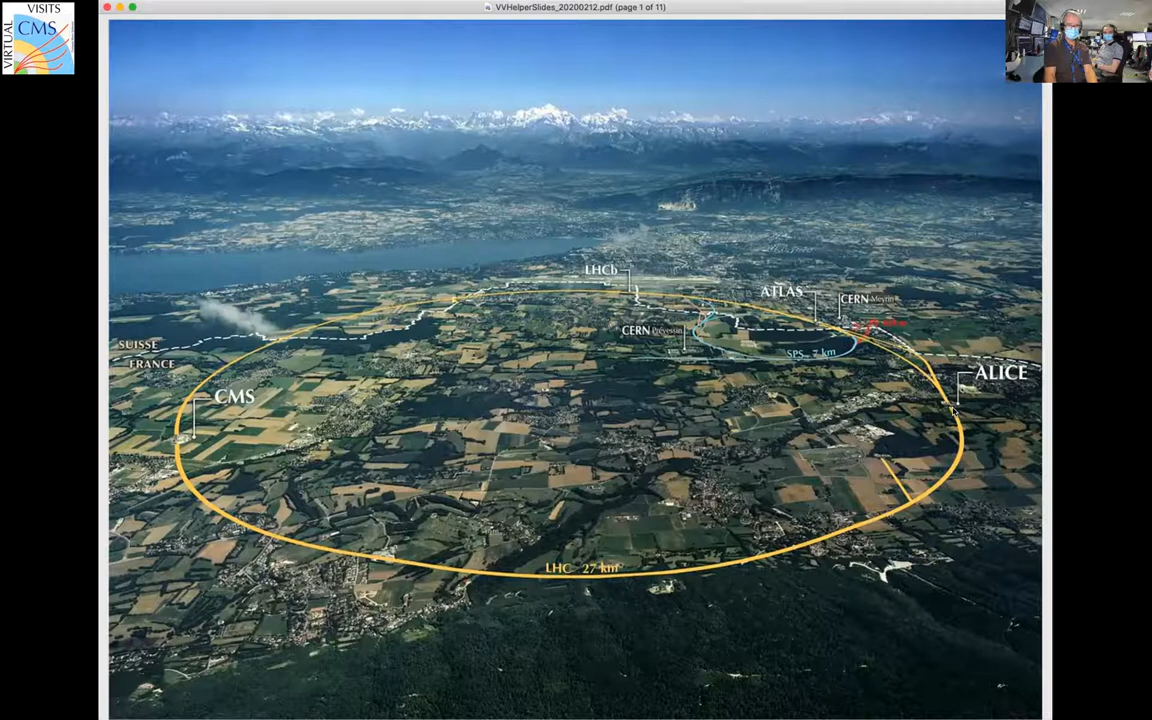 VISITS
VIRTUAL
CMS
VVHelperSlides_20200212.pdf (page 1 of 11)
LHCb
ATLAS
CERN Meyrin
CERN Prévessin
SUISSE
FRANCE
SPS 7 km
CMS
ALICE
LHC 27 km